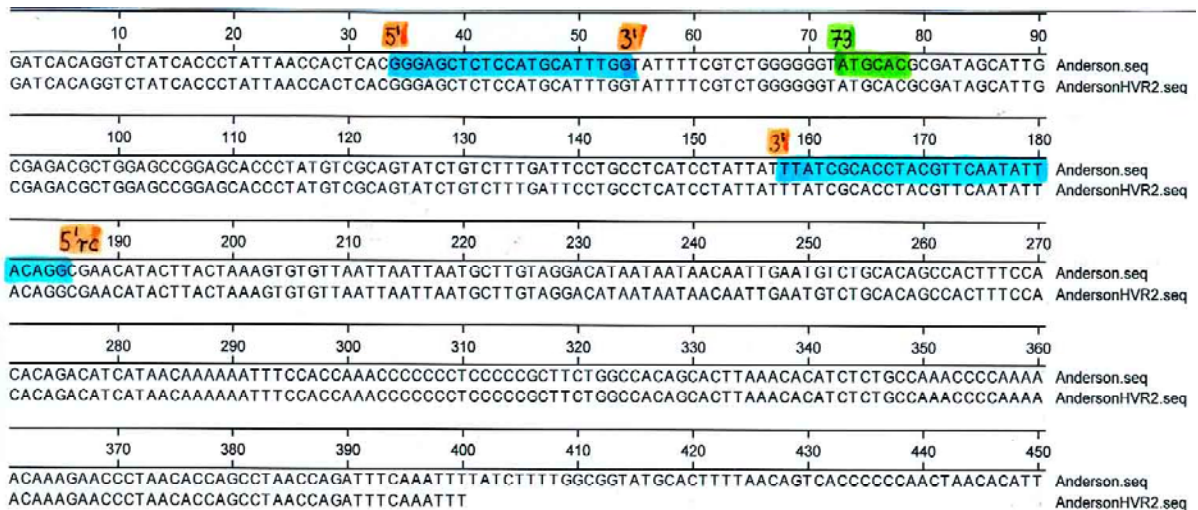 10 20 30 40 50 60 70 80 90
5' 3' 73
GATCACAGGTCTATCACCCTATTAACCACTCACGGGAGCTCTCCATGCATTTGGTATTTTCGTCTGGGGGGTATGCACGCGATAGCATTG Anderson.seq
GATCACAGGTCTATCACCCTATTAACCACTCACGGGAGCTCTCCATGCATTTGGTATTTTCGTCTGGGGGGTATGCACGCGATAGCATTG AndersonHVR2.seq
100 110 120 130 140 150 160 170 180
3'
CGAGACGCTGGAGCCGGAGCACCCTATGTCGCAGTATCTGTCTTTGATTCCTGCCTCATCCTATTATTTATCGCACCTACGTTCAATATT Anderson.seq
CGAGACGCTGGAGCCGGAGCACCCTATGTCGCAGTATCTGTCTTTGATTCCTGCCTCATCCTATTATTTATCGCACCTACGTTCAATATT AndersonHVR2.seq
5' rc 190 200 210 220 230 240 250 260 270
ACAGGCGAACATACTTACTAAAGTGTGTTAATTAATTAATGCTTGTAGGACATAATAATAACAATTGAATGTCTGCACAGCCACTTTCCA Anderson.seq
ACAGGCGAACATACTTACTAAAGTGTGTTAATTAATTAATGCTTGTAGGACATAATAATAACAATTGAATGTCTGCACAGCCACTTTCCA AndersonHVR2.seq
280 290 300 310 320 330 340 350 360
CACAGACATCATAACAAAAAATTTCCACCAAACCCCCCCTCCCCCGCTTCTGGCCACAGCACTTAAACACATCTCTGCCAAACCCCAAAA Anderson.seq
CACAGACATCATAACAAAAAATTTCCACCAAACCCCCCCTCCCCCGCTTCTGGCCACAGCACTTAAACACATCTCTGCCAAACCCCAAAA AndersonHVR2.seq
370 380 390 400 410 420 430 440 450
ACAAAGAACCCTAACACCAGCCTAACCAGATTTCAAATTTTATCTTTTGGCGGTATGCACTTTTAACAGTCACCCCCCAACTAACACATT Anderson.seq
ACAAAGAACCCTAACACCAGCCTAACCAGATTTCAAATTT AndersonHVR2.seq